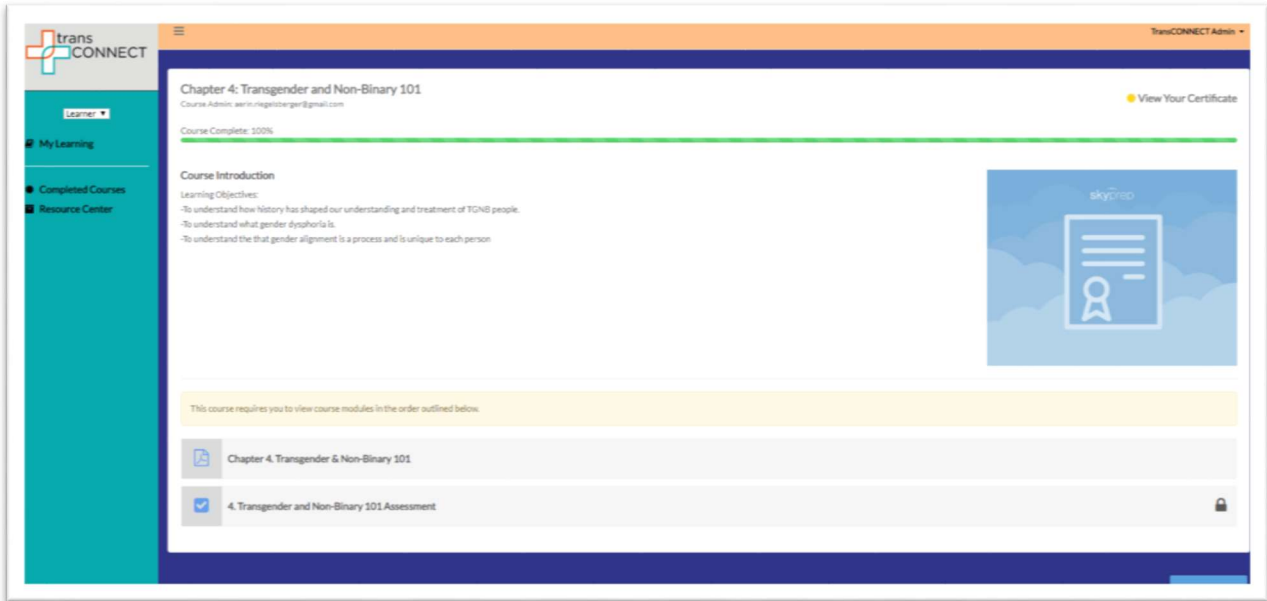 trans
CONNECT
TransCONNECT Admin
Learner
My Learning
Completed Courses
Resource Center
Chapter 4: Transgender and Non-Binary 101
Course Admin: aerin.riegelsberger@gmail.com
View Your Certificate
Course Complete: 100%
Course Introduction
Learning Objectives:
-To understand how history has shaped our understanding and treatment of TGNB people.
-To understand what gender dysphoria is.
-To understand the that gender alignment is a process and is unique to each person
skyprep
This course requires you to view course modules in the order outlined below.
Chapter 4. Transgender & Non-Binary 101
4. Transgender and Non-Binary 101 Assessment